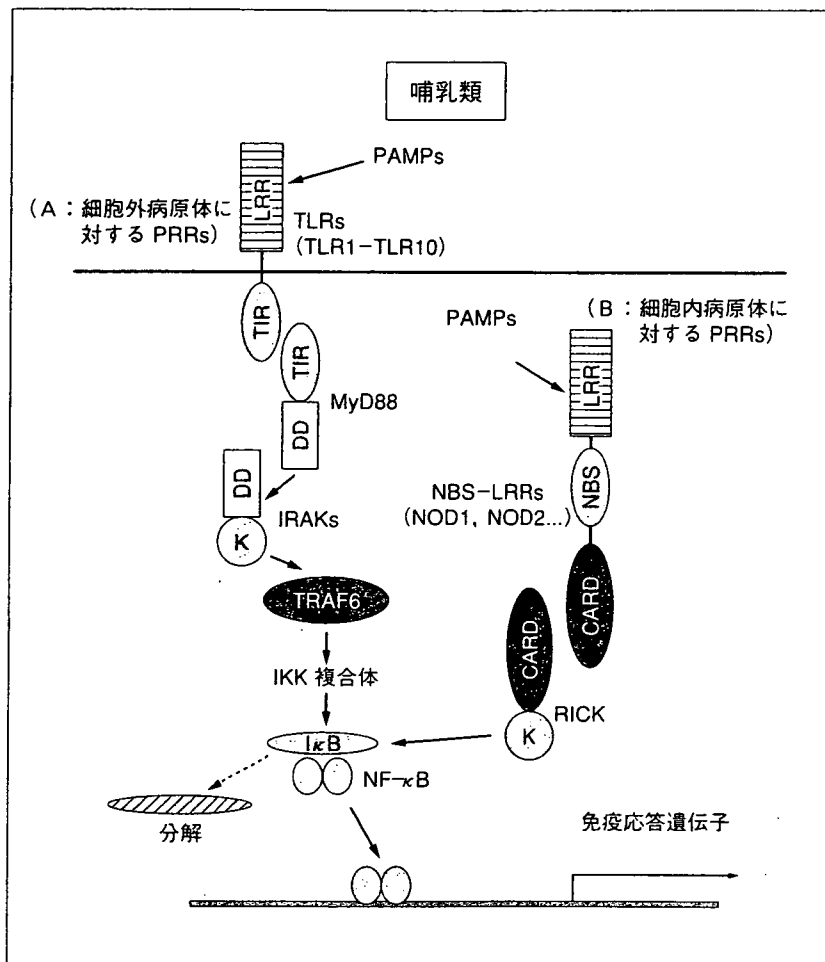 哺乳類
PAMPs
LRR
(A：細胞外病原体に
対する PRRs)
TLRs
(TLR1-TLR10)
TIR
TIR
MyD88
DD
DD
IRAKs
K
TRAF6
IKK 複合体
IκB
NF-κB
分解
PAMPs
(B：細胞内病原体に
対する PRRs)
LRR
NBS
NBS-LRRs
(NOD1, NOD2...)
CARD
CARD
RICK
K
免疫応答遺伝子